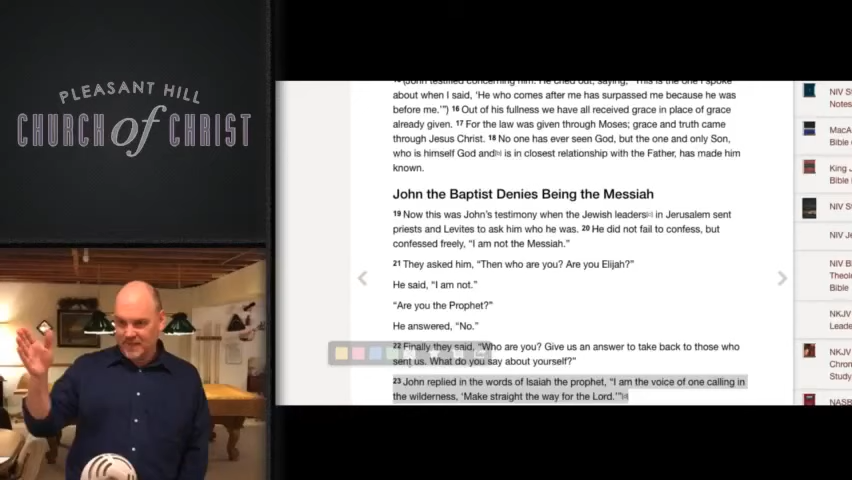 PLEASANT HILL
CHURCH of CHRIST
(John testified concerning him. He cried out, saying, "This is the one I spoke
about when I said, 'He who comes after me has surpassed me because he was
before me.'") 16 Out of his fullness we have all received grace in place of grace
already given. 17 For the law was given through Moses; grace and truth came
through Jesus Christ. 18 No one has ever seen God, but the one and only Son,
who is himself God and is in closest relationship with the Father, has made him
known.
John the Baptist Denies Being the Messiah
19 Now this was John's testimony when the Jewish leaders in Jerusalem sent
priests and Levites to ask him who he was. 20 He did not fail to confess, but
confessed freely, "I am not the Messiah."
21 They asked him, "Then who are you? Are you Elijah?"
He said, "I am not."
"Are you the Prophet?"
He answered, "No."
22 Finally they said, "Who are you? Give us an answer to take back to those who
sent us. What do you say about yourself?"
23 John replied in the words of Isaiah the prophet, "I am the voice of one calling in
the wilderness, 'Make straight the way for the Lord.'"
NIV S
Notes
MacA
Bible
King J
Bible
NIV S
NIV Je
NIV B
Theol
Bible
NKJV
Leade
NKJV
Chron
Study
NASB